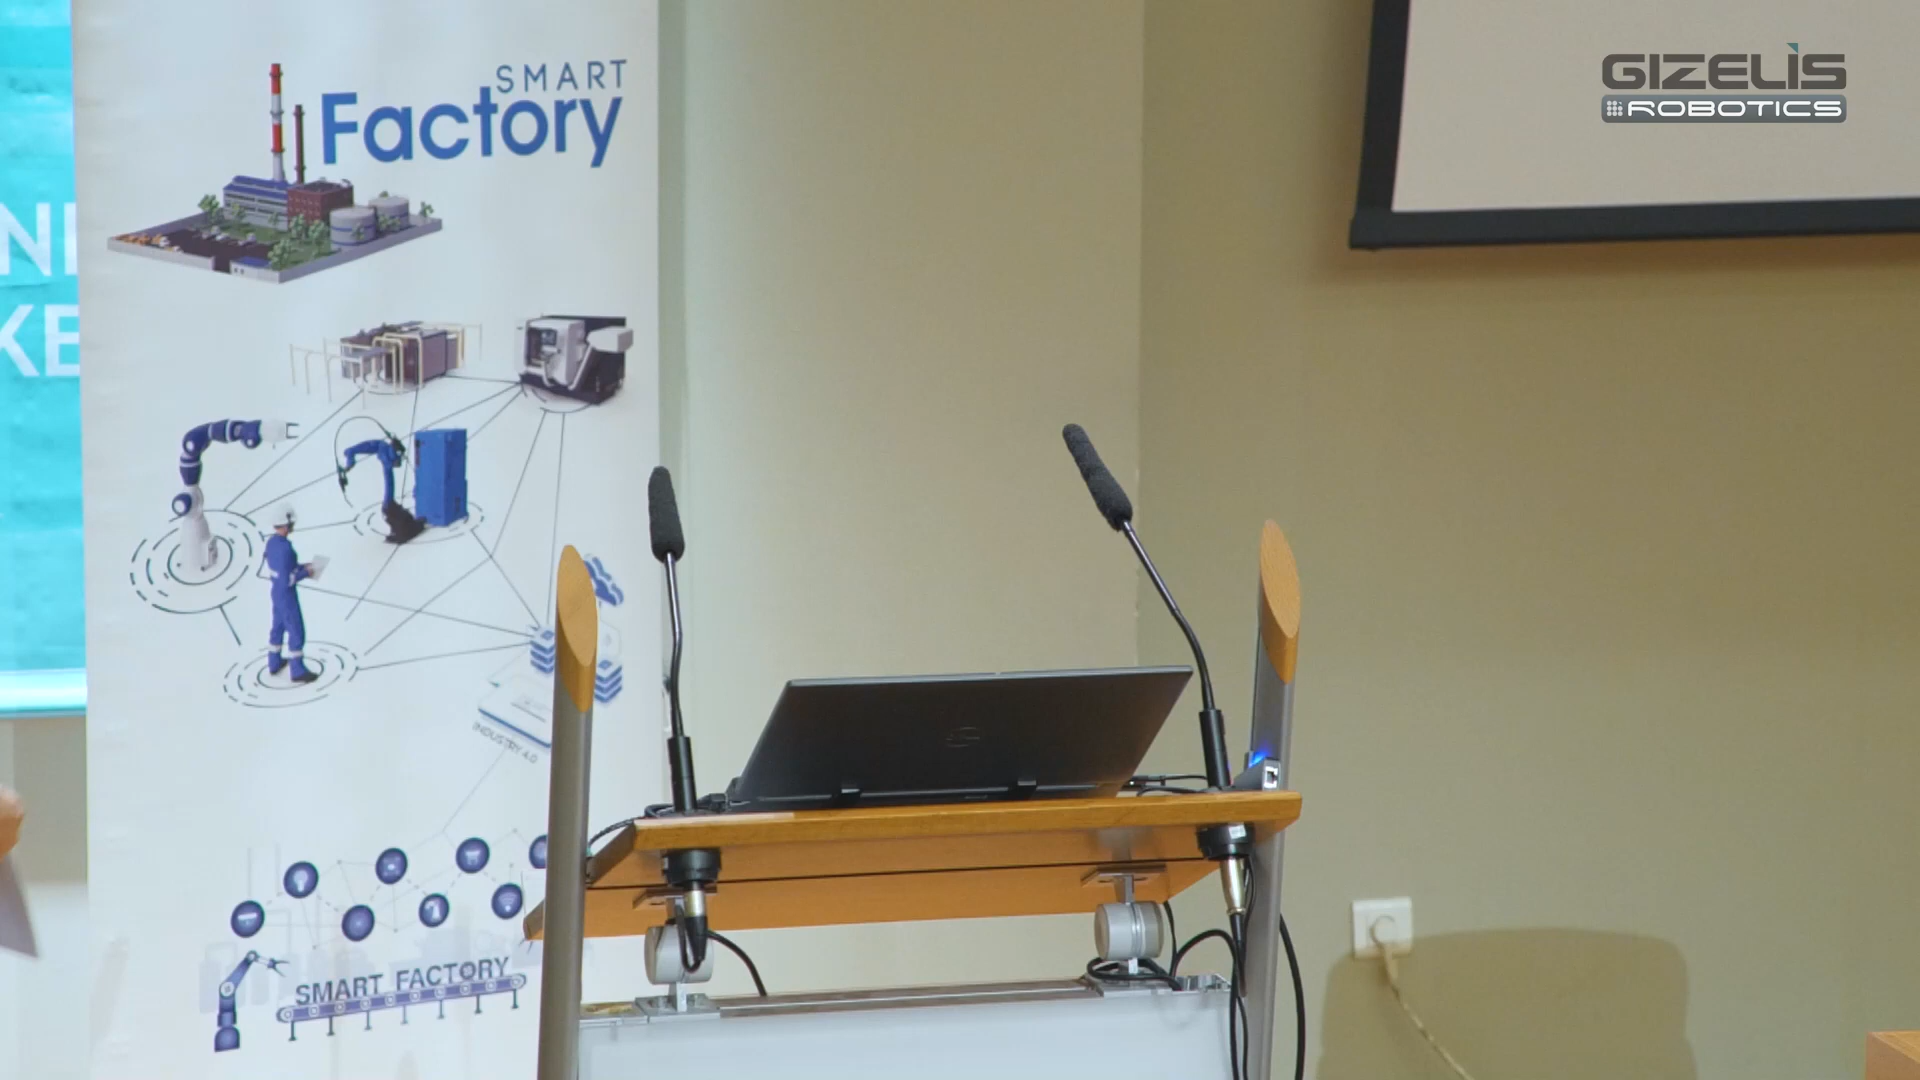 SMART
Factory
GIZELIS
ROBOTICS
INDUSTRY 4.0
SMART FACTORY